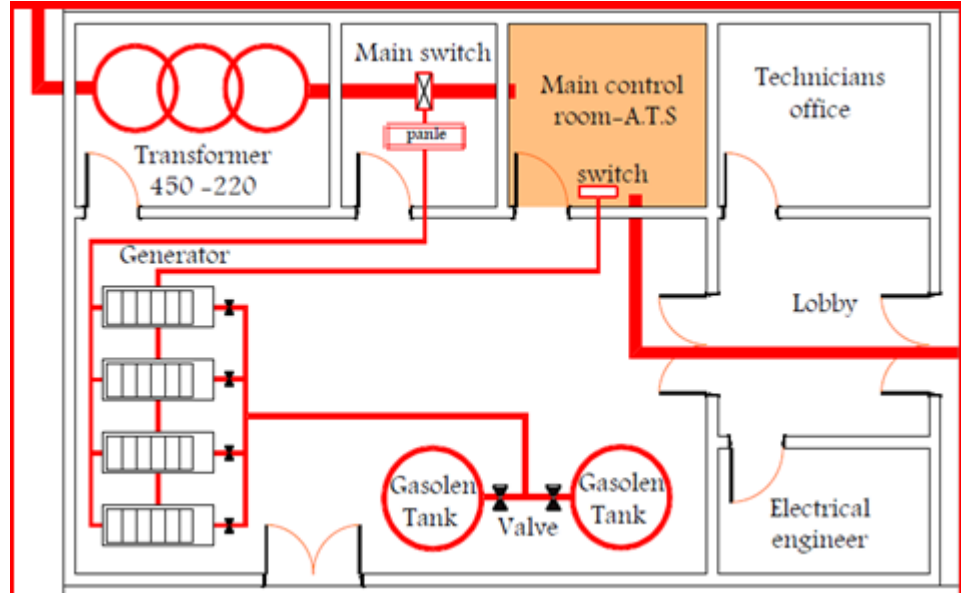 Main switch
Main control
room-A.T.S
Technicians
office
panle
Transformer
450 -220
switch
Generator
Lobby
Gasolen
Tank
Valve
Gasolen
Tank
Electrical
engineer